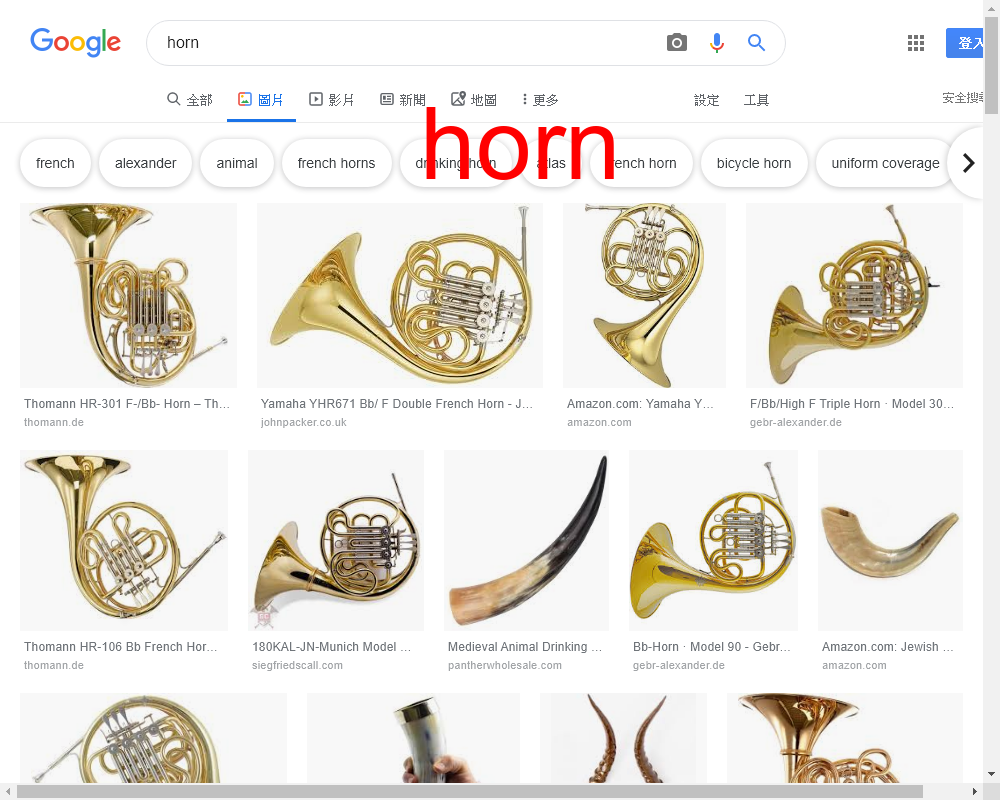 Google
horn
登入
全部
圖片
影片
新聞
地圖
更多
設定
工具
安全搜尋
horn
french
alexander
animal
french horns
drinking horn
atlas
french horn
bicycle horn
uniform coverage
Thomann HR-301 F-/Bb- Horn – Th...
thomann.de
Yamaha YHR671 Bb/ F Double French Horn - J...
johnpacker.co.uk
Amazon.com: Yamaha Y...
amazon.com
F/Bb/High F Triple Horn · Model 30...
gebr-alexander.de
Thomann HR-106 Bb French Hor...
thomann.de
180KAL-JN-Munich Model ...
siegfriedscall.com
Medieval Animal Drinking ...
pantherwholesale.com
Bb-Horn · Model 90 - Gebr...
gebr-alexander.de
Amazon.com: Jewish ...
amazon.com